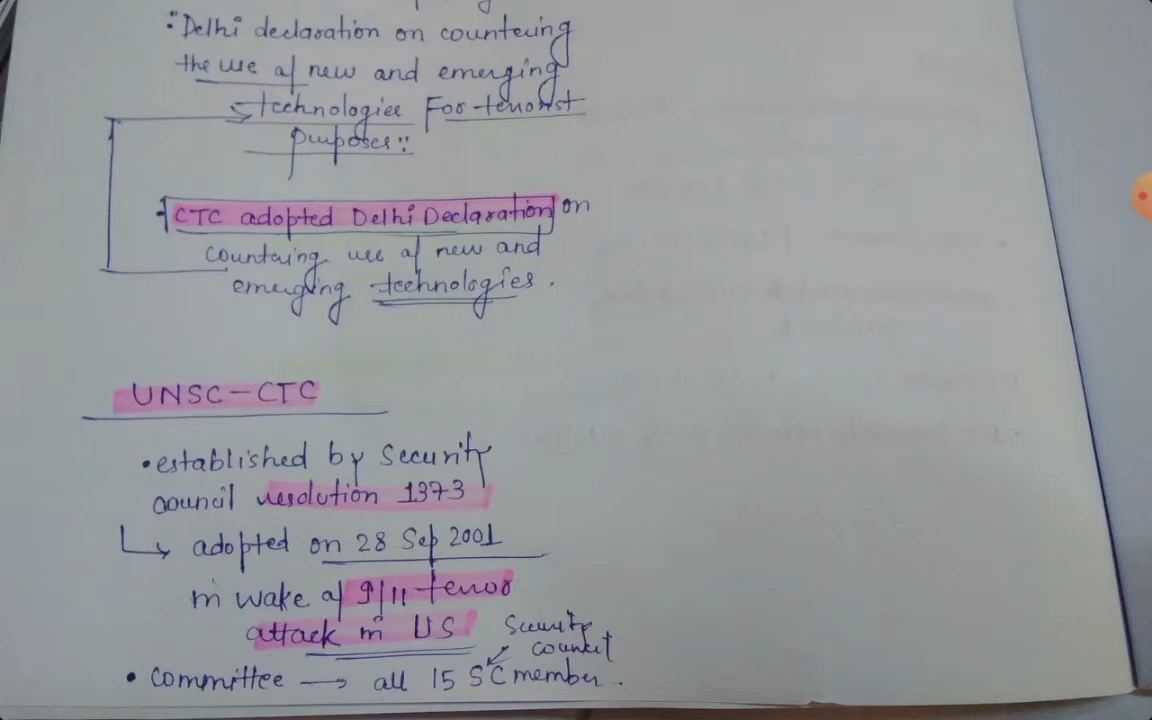 "Delhi declaration on countering
the use of new and emerging
technologies For terrorist
purposes"
CTC adopted Delhi Declaration on
countering use of new and
emerging technologies.
UNSC-CTC
• established by Security
council resolution 1373
↳ adopted on 28 Sep 2001
in wake of 9/11 terror
attack in US
Security
council
• committee → all 15 SC member.